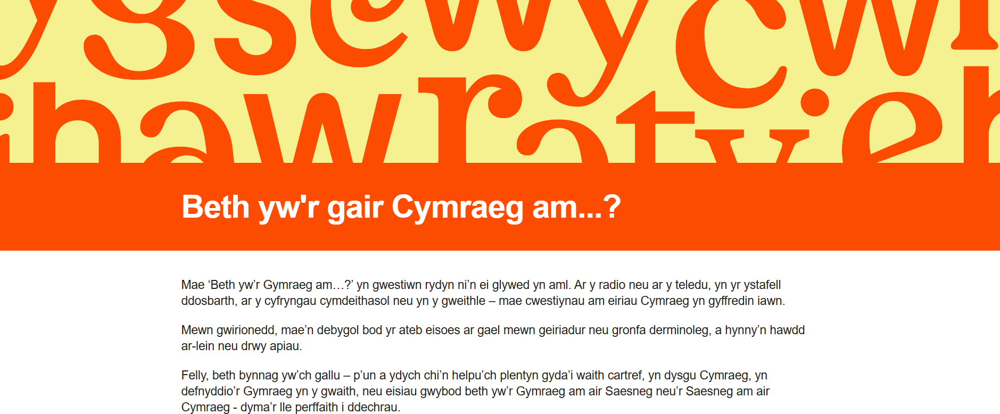 ygsewycwi
ihawratyeh
Beth yw'r gair Cymraeg am...?
Mae ‘Beth yw’r Gymraeg am…?’ yn gwestiwn rydyn ni’n ei glywed yn aml. Ar y radio neu ar y teledu, yn yr ystafell
ddosbarth, ar y cyfryngau cymdeithasol neu yn y gweithle – mae cwestiynau am eiriau Cymraeg yn gyffredin iawn.
Mewn gwirionedd, mae’n debygol bod yr ateb eisoes ar gael mewn geiriadur neu gronfa derminoleg, a hynny’n hawdd
ar-lein neu drwy apiau.
Felly, beth bynnag yw’ch gallu – p’un a ydych chi’n helpu’ch plentyn gyda’i waith cartref, yn dysgu Cymraeg, yn
defnyddio’r Gymraeg yn y gwaith, neu eisiau gwybod beth yw’r Gymraeg am air Saesneg neu’r Saesneg am air
Cymraeg - dyma’r lle perffaith i ddechrau.